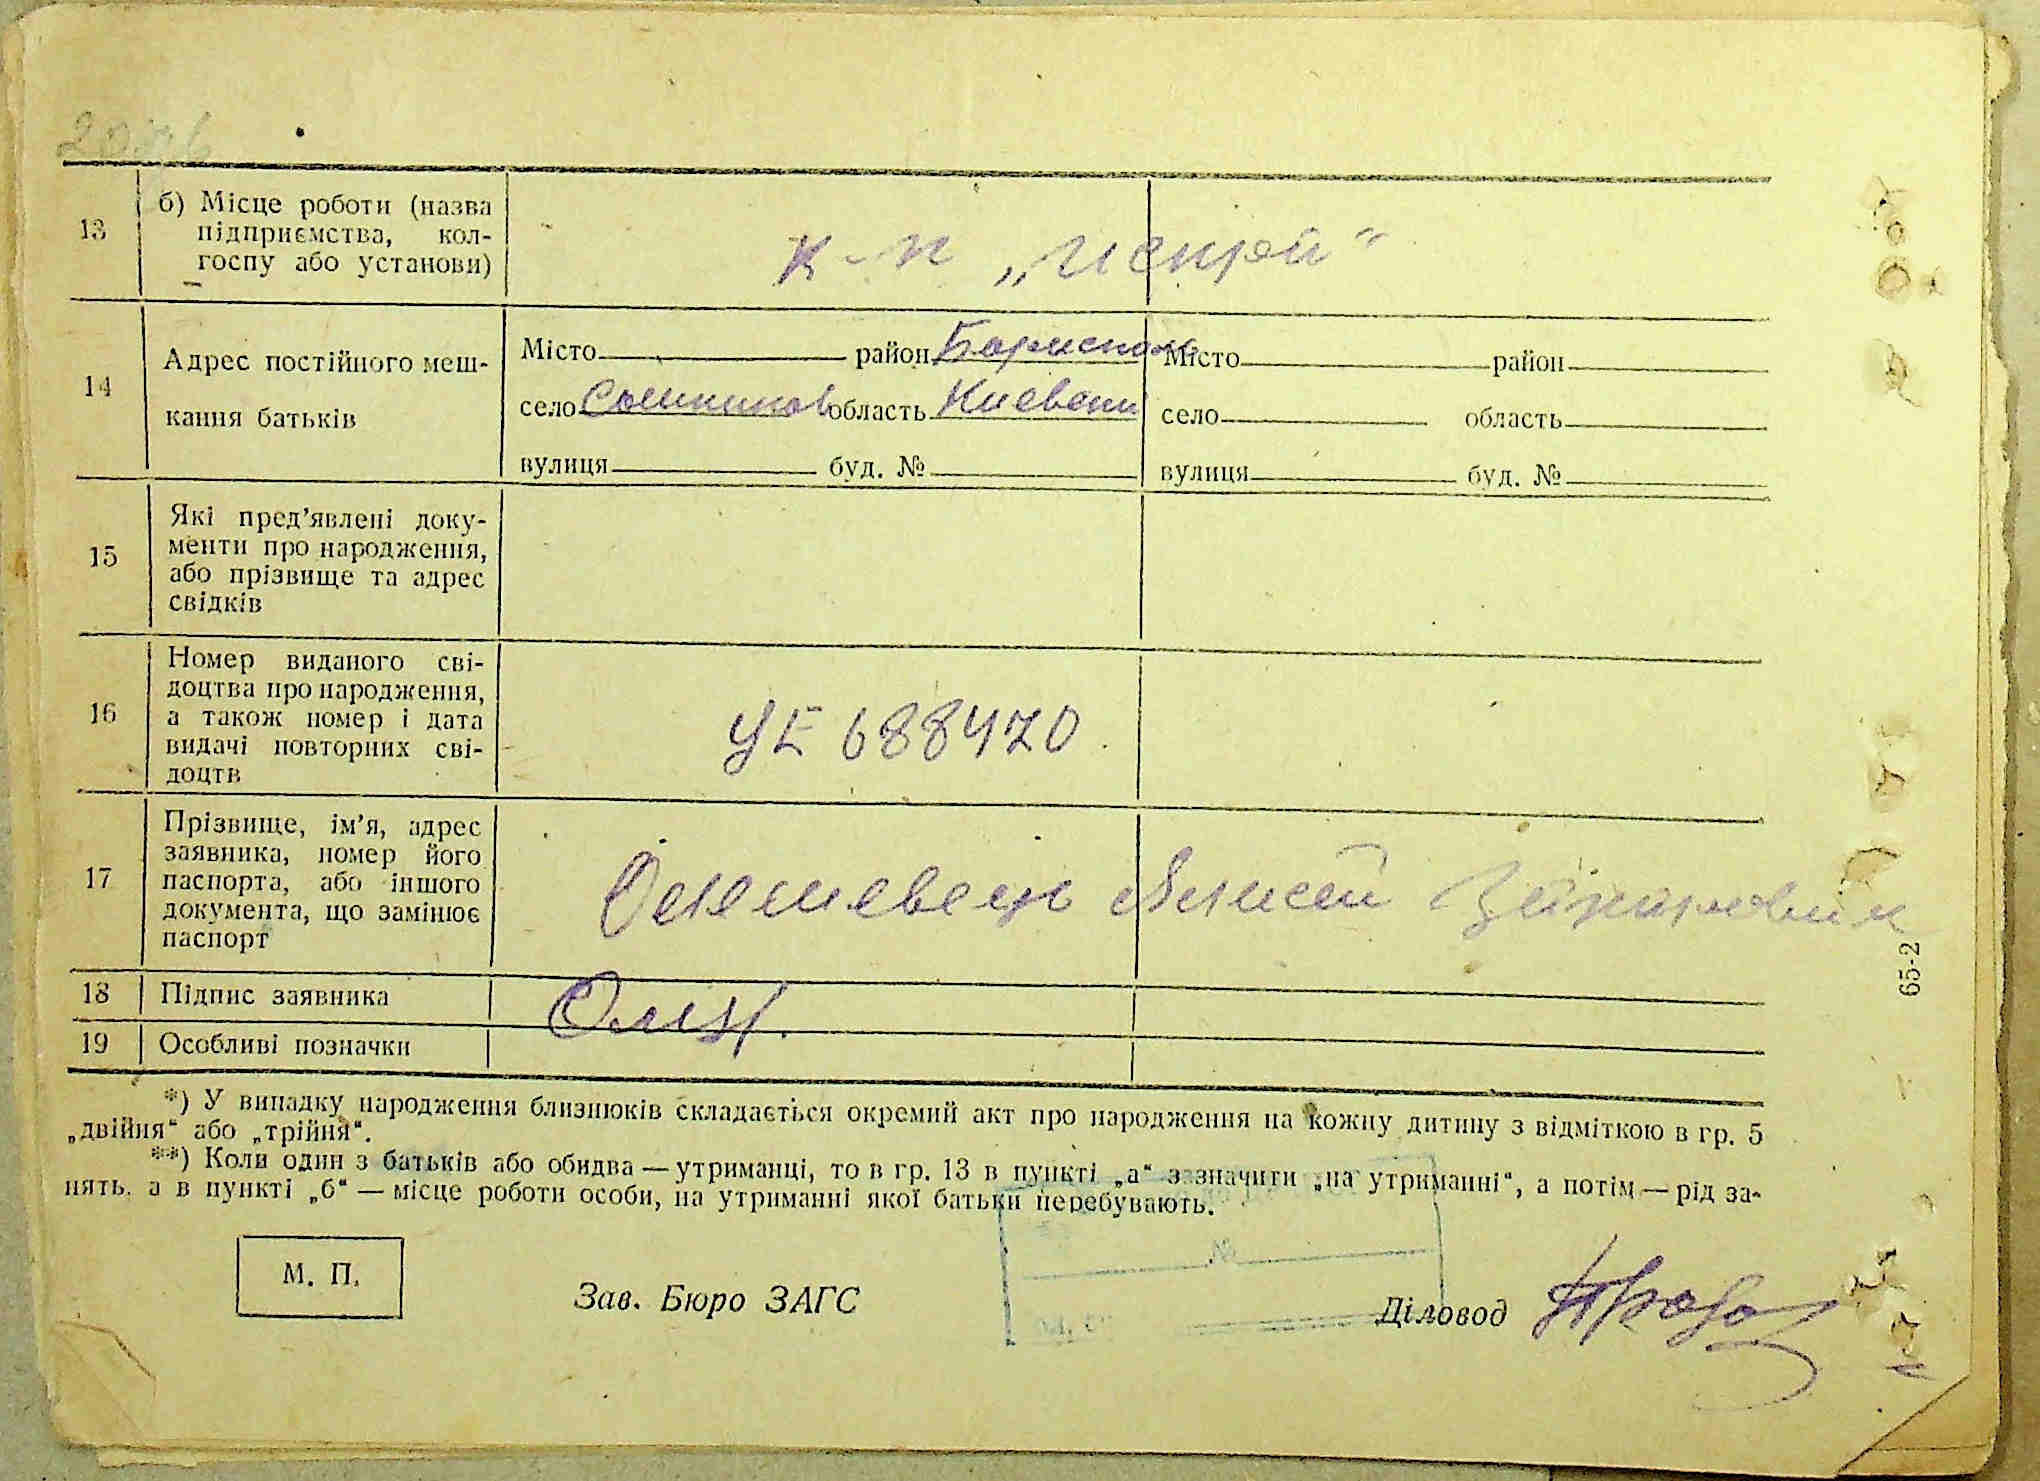 13
б) Місце роботи (назва
підприємства, кол-
госпу або установи)
к-п „Искрой“
14
Адрес постійного меш-
кання батьків
Місто район Бориспол Місто район
село Сошников область Киевски село область
вулиця буд. № вулиця буд. №
15
Які пред’явлені доку-
менти про народження,
або прізвище та адрес
свідків
16
Номер виданого сві-
доцтва про народження,
а також номер і дата
видачі повторних сві-
доцтв
УЕ 688470
17
Прізвище, ім’я, адрес
заявника, номер його
паспорта, або іншого
документа, що замінює
паспорт
65-2
18 Підпис заявника
19 Особливі позначки
*) У випадку народження близнюків складається окремий акт про народження на кожну дитину з відміткою в гр. 5
„двійня“ або „трійня“.
**) Коли один з батьків або обидва — утриманці, то в гр. 13 в пункті „а“ зазначити „на утриманні“, а потім — рід за-
нять, а в пункті „б“ — місце роботи особи, на утриманні якої батьки перебувають.
№
М. П.
Зав. Бюро ЗАГС
Діловод